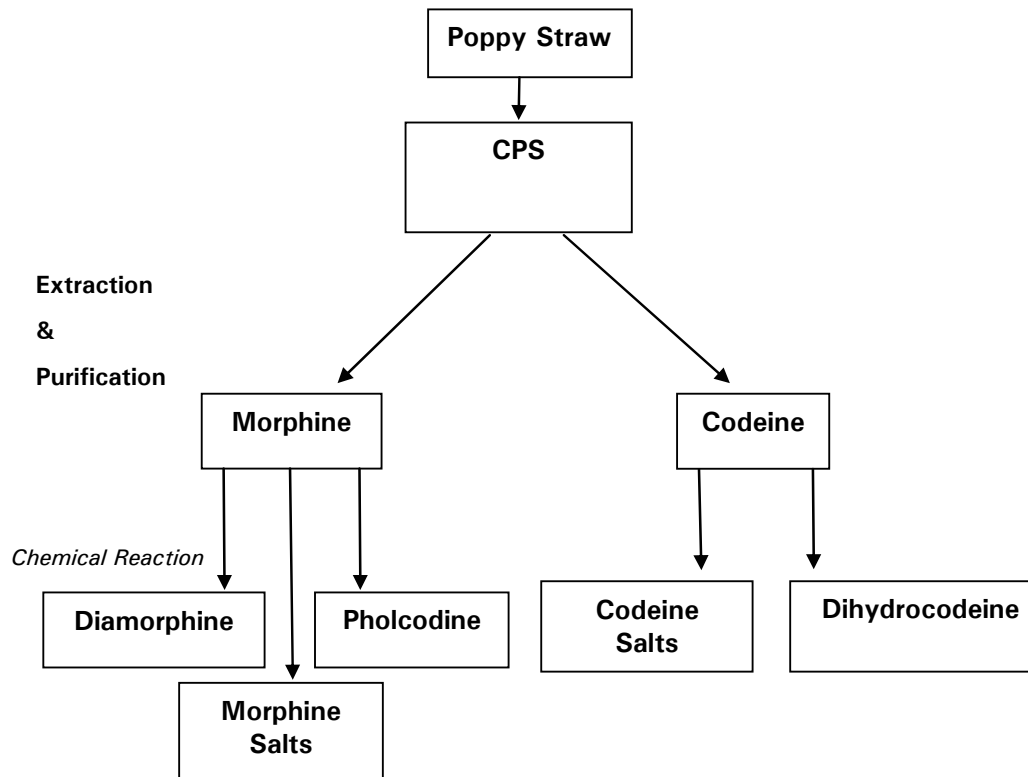 Poppy Straw
CPS
Extraction
&
Purification
Morphine
Codeine
Chemical Reaction
Diamorphine
Pholcodine
Codeine
Salts
Dihydrocodeine
Morphine
Salts